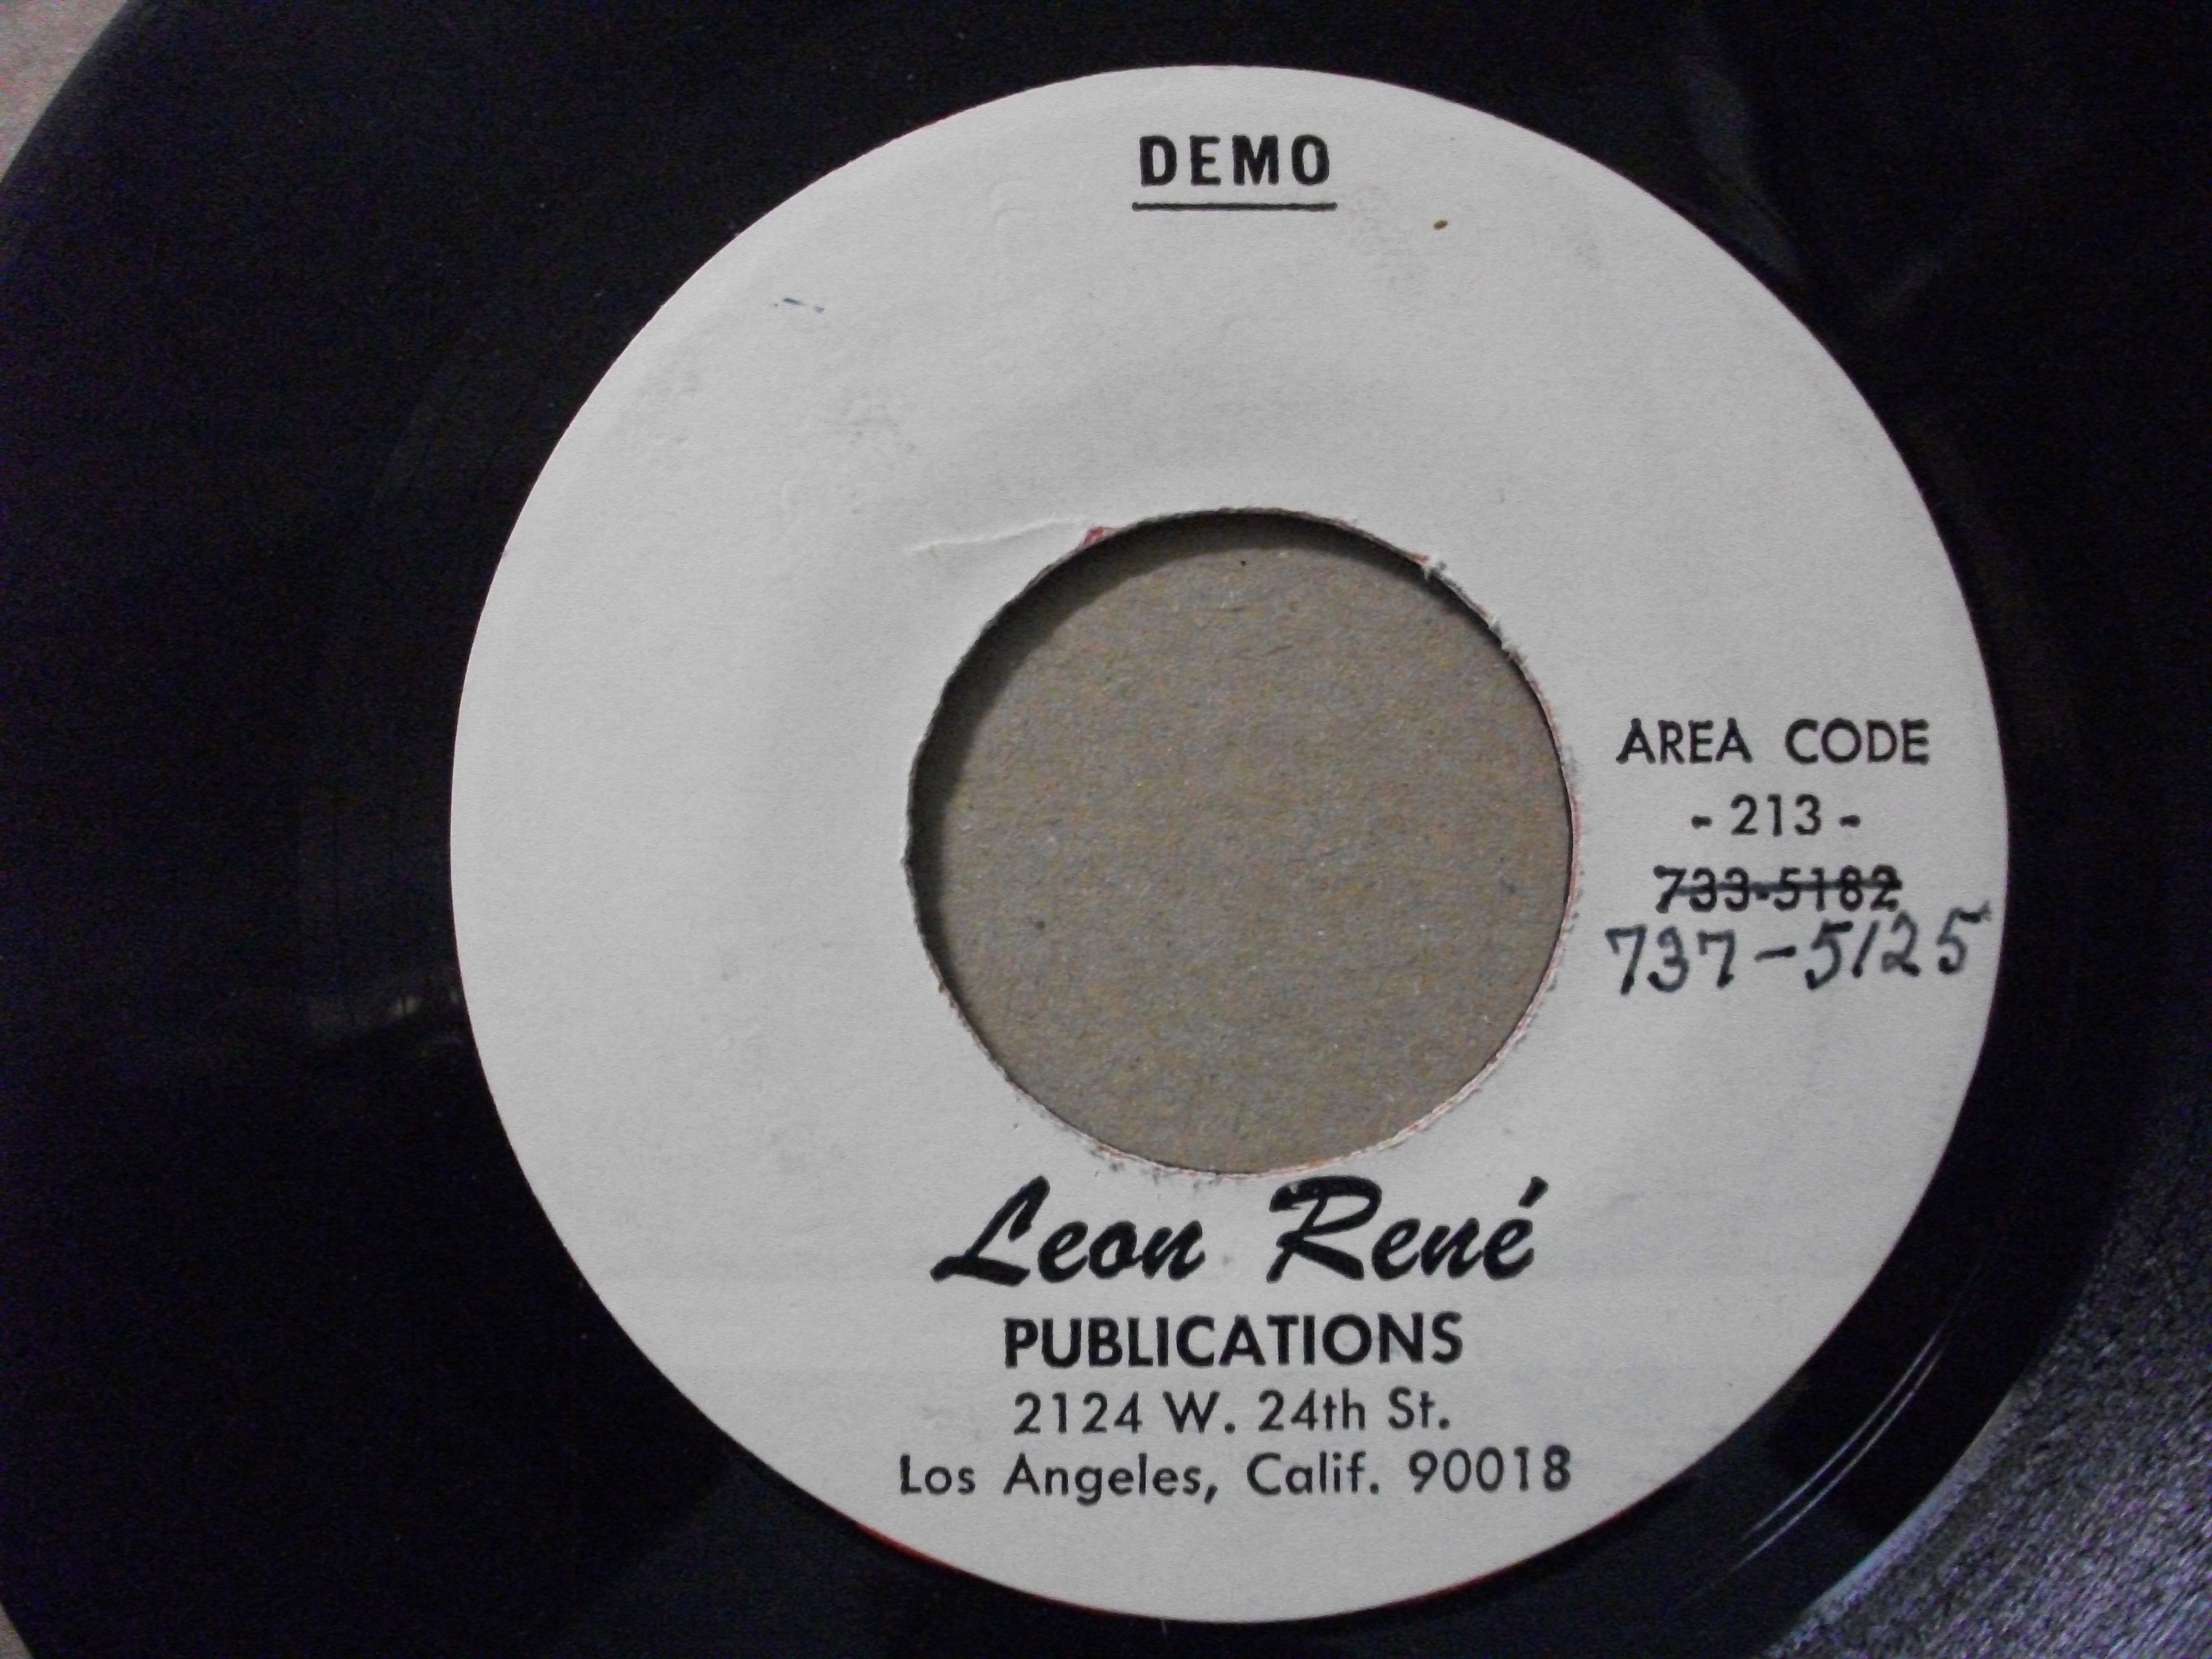 DEMO
AREA CODE
- 213 -
733-5182
737-5125
Leon René
PUBLICATIONS
2124 W. 24th St.
Los Angeles, Calif. 90018